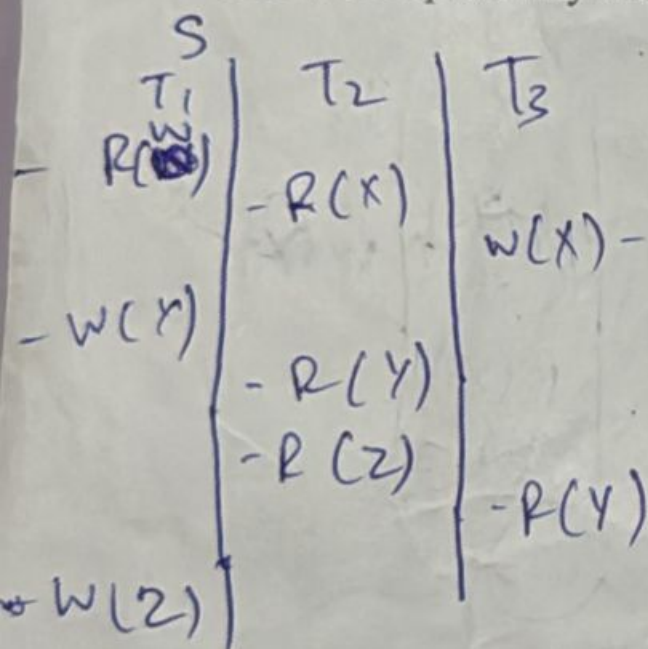 S
T1 T2 T3
- R(W)
- R(X)
W(X) -
- W(Y)
- R(Y)
- R(Z)
- R(Y)
- W(Z)